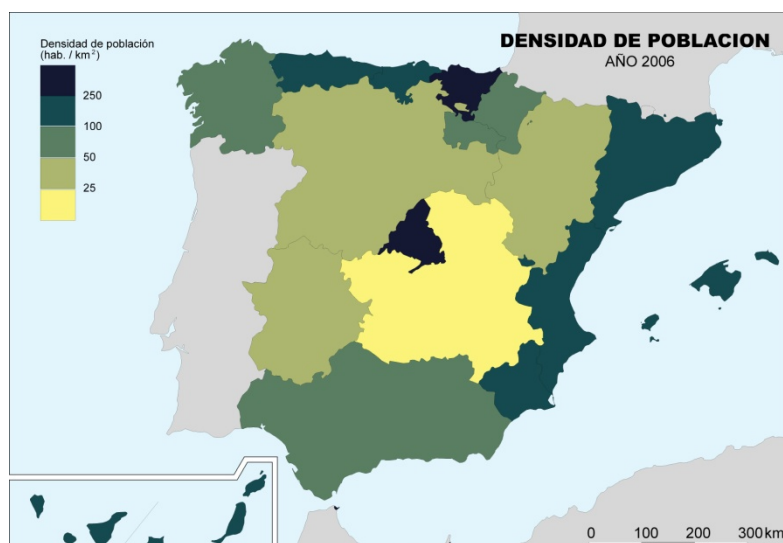 DENSIDAD DE POBLACION
AÑO 2006
Densidad de población
(hab. / km²)
250
100
50
25
0 100 200 300 km